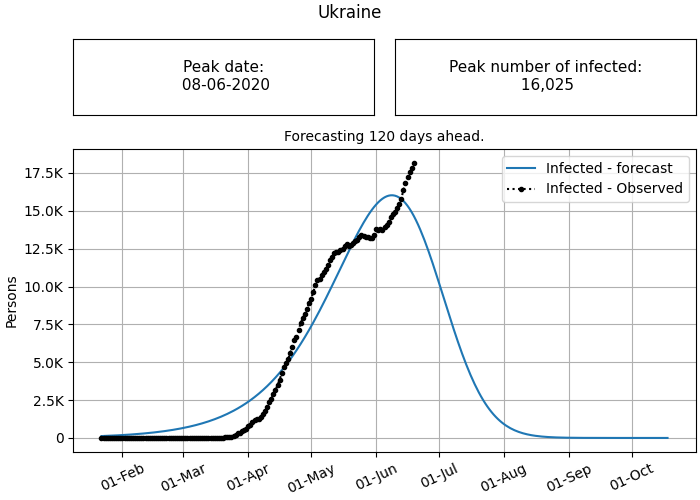 Ukraine
Peak date:
08-06-2020
Peak number of infected:
16,025
Forecasting 120 days ahead.
Infected - forecast
Infected - Observed
17.5K
15.0K
12.5K
10.0K
7.5K
5.0K
2.5K
0
Persons
01-Feb
01-Mar
01-Apr
01-May
01-Jun
01-Jul
01-Aug
01-Sep
01-Oct